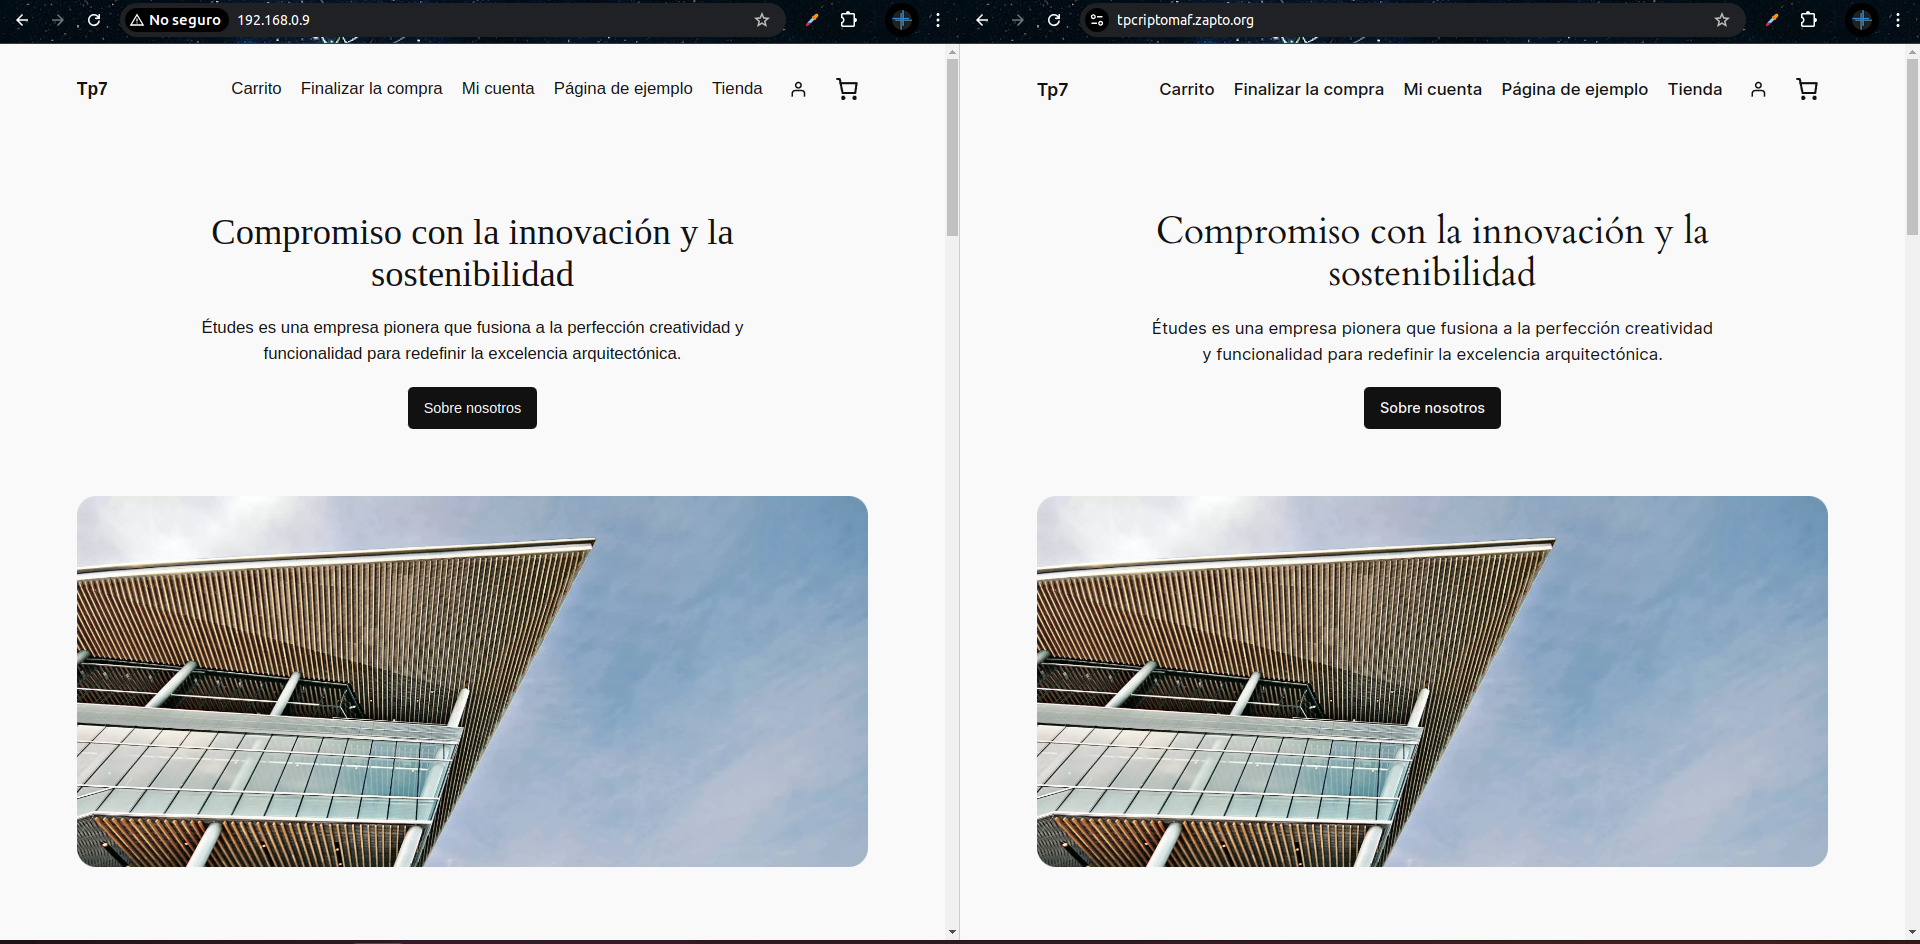 No seguro 192.168.0.9
Tp7 Carrito Finalizar la compra Mi cuenta Página de ejemplo Tienda
Compromiso con la innovación y la
sostenibilidad
Études es una empresa pionera que fusiona a la perfección creatividad y
funcionalidad para redefinir la excelencia arquitectónica.
Sobre nosotros
tpcriptomaf.zapto.org
Tp7 Carrito Finalizar la compra Mi cuenta Página de ejemplo Tienda
Compromiso con la innovación y la
sostenibilidad
Études es una empresa pionera que fusiona a la perfección creatividad
y funcionalidad para redefinir la excelencia arquitectónica.
Sobre nosotros